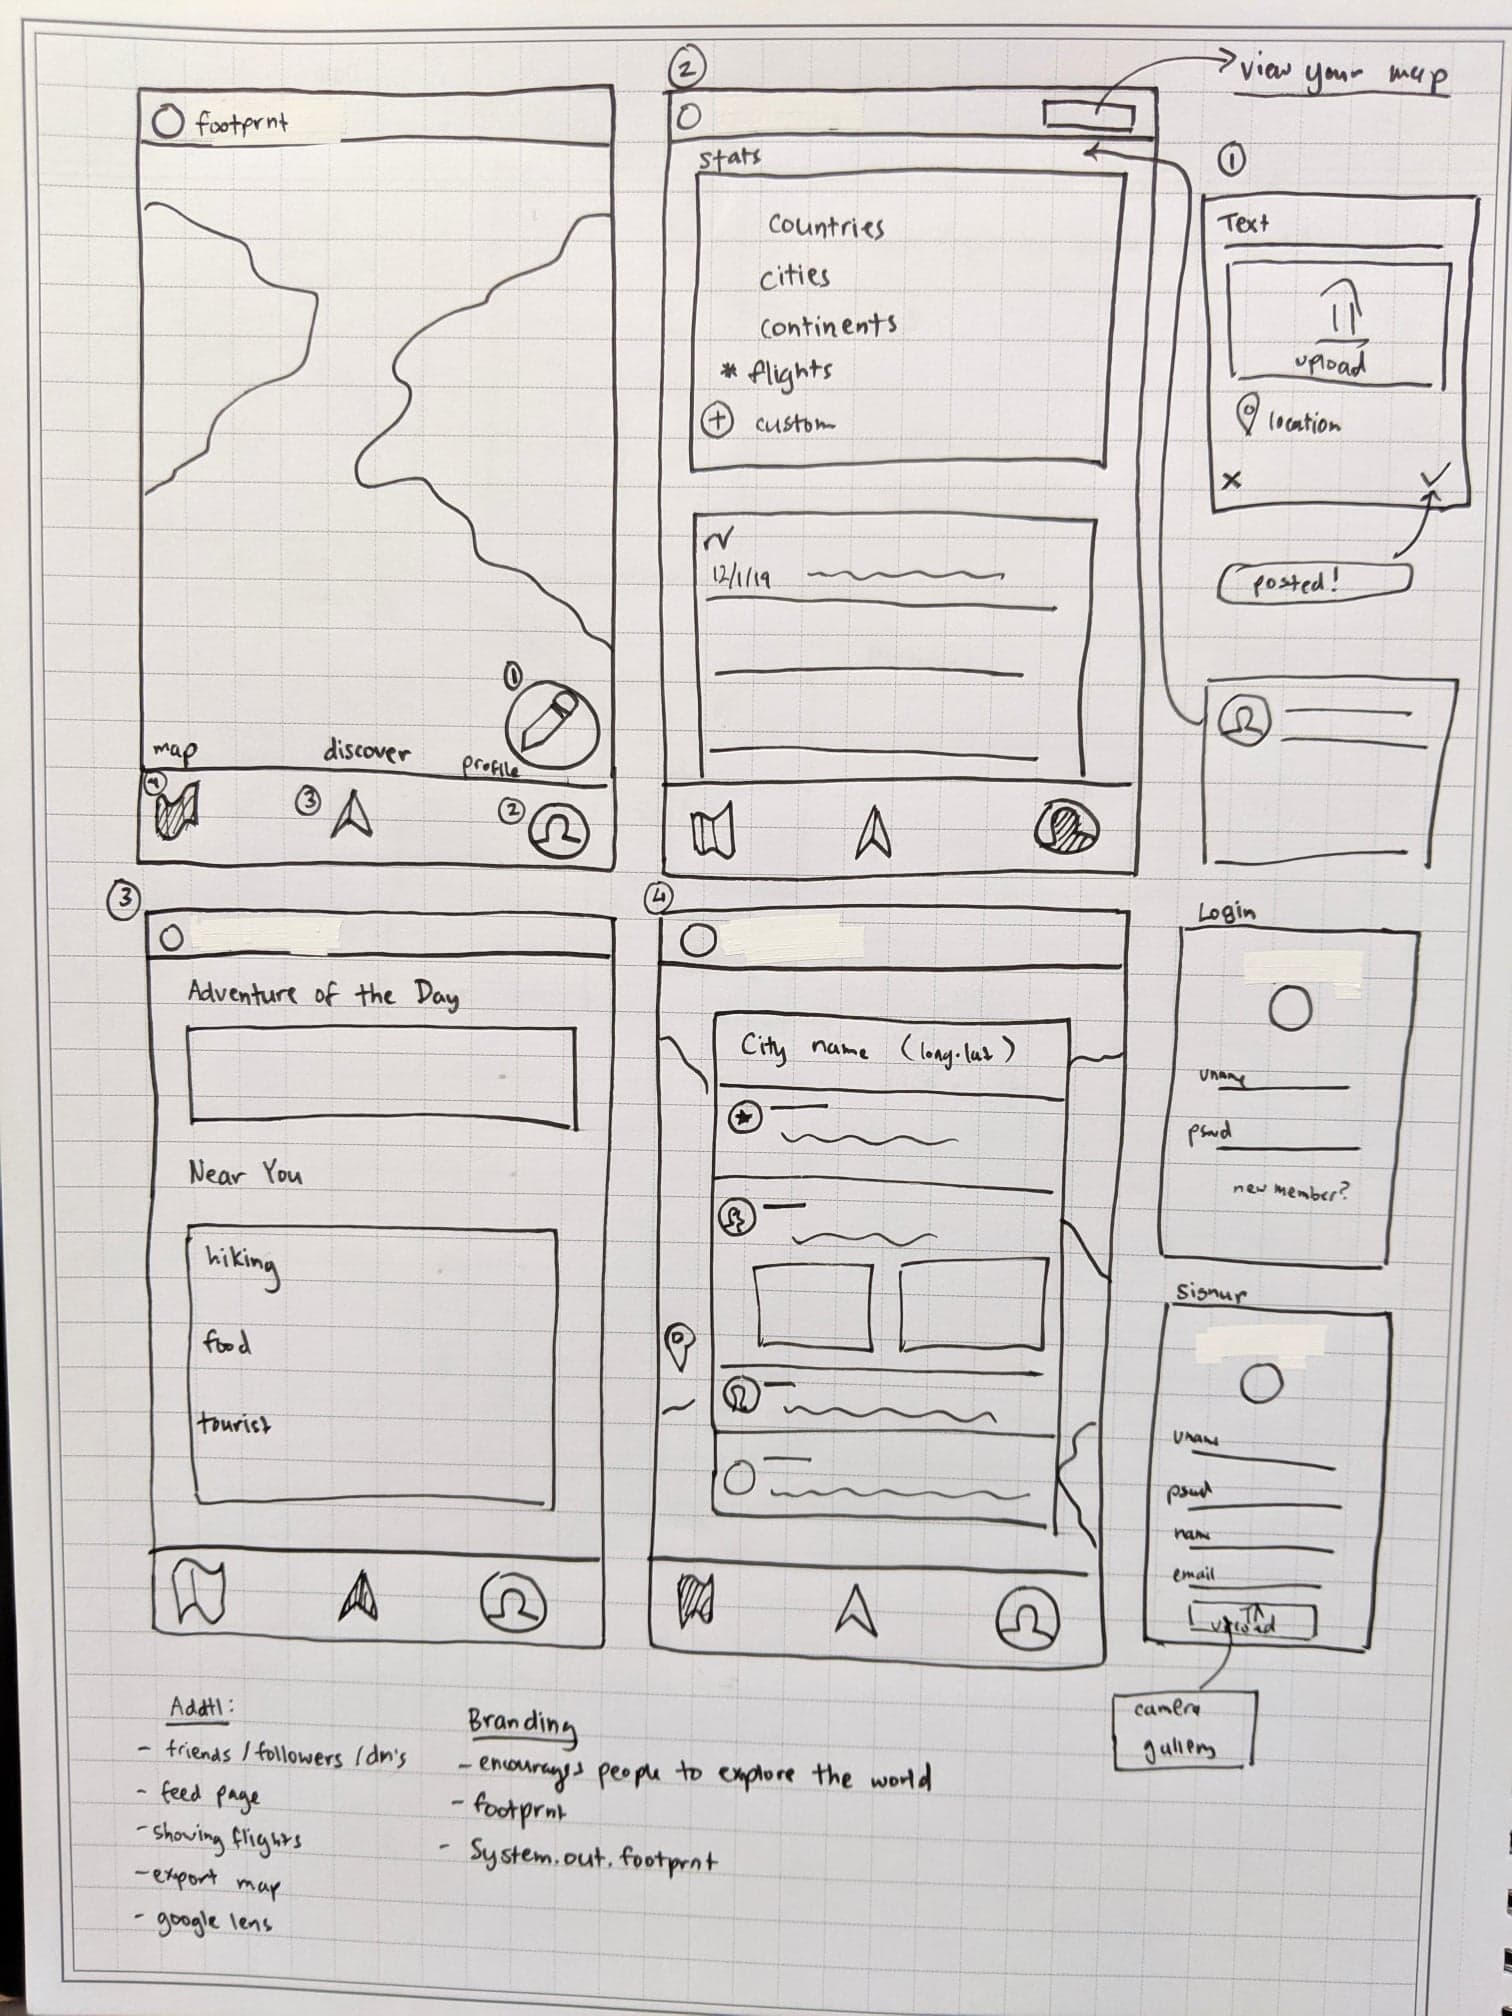 footprnt
map
discover
profile
1
4
3
2
2
view your map
stats
countries
cities
continents
* flights
+ custom
12/1/19
1
Text
upload
location
posted!
3
Adventure of the Day
Near You
hiking
food
tourist
4
City name (long.lat)
Login
uname
pswd
new member?
Signup
uname
pswd
name
email
upload
camera
gallery
Addtl:
- friends/followers/dm's
- feed page
- showing flights
- export map
- google lens
Branding
- encourages people to explore the world
- footprnt
- System.out.footprnt